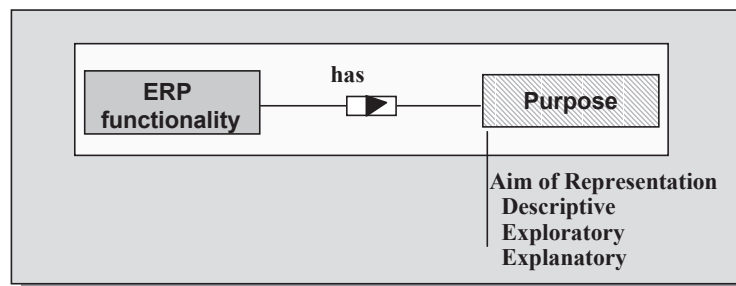 has
ERP
functionality
Purpose
Aim of Representation
Descriptive
Exploratory
Explanatory